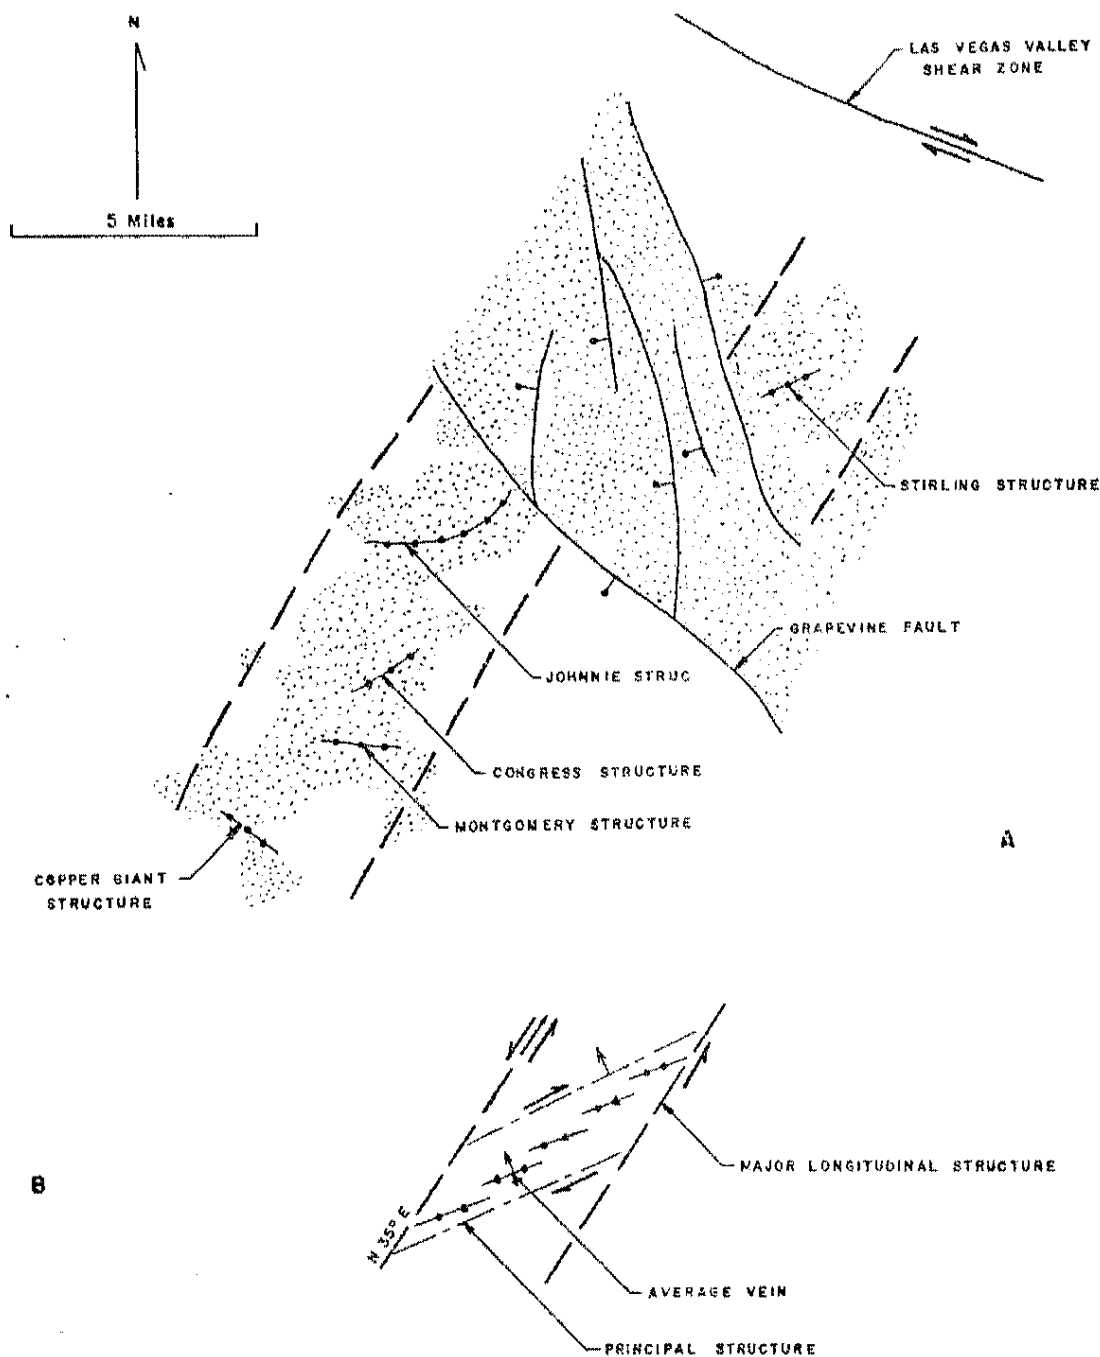 N
LAS VEGAS VALLEY
SHEAR ZONE
5 Miles
STIRLING STRUCTURE
GRAPEVINE FAULT
JOHNNIE STRUC
CONGRESS STRUCTURE
MONTGOMERY STRUCTURE
A
COPPER GIANT
STRUCTURE
MAJOR LONGITUDINAL STRUCTURE
B
N 35° E
AVERAGE VEIN
PRINCIPAL STRUCTURE